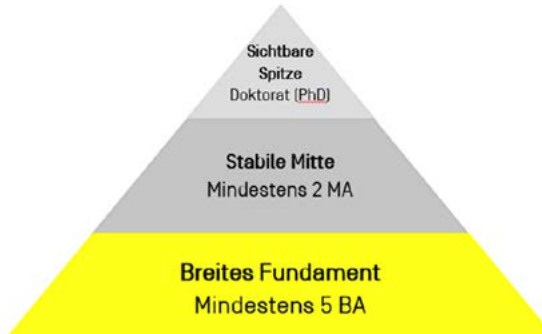 Sichtbare
Spitze
Doktorat (PhD)
Stabile Mitte
Mindestens 2 MA
Breites Fundament
Mindestens 5 BA